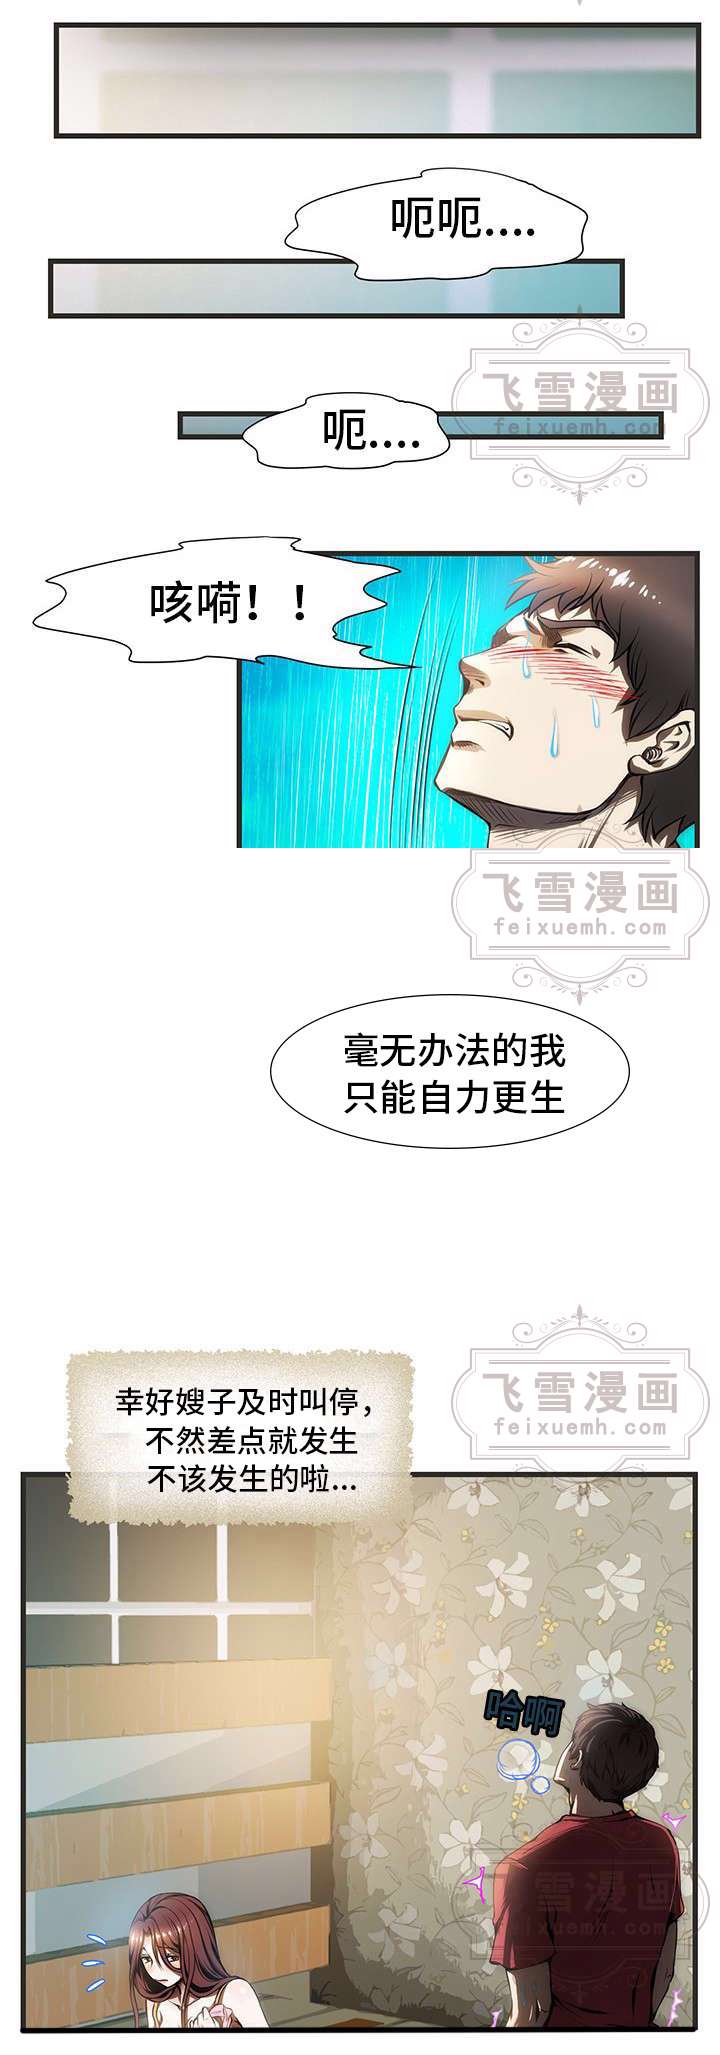 呃呃....
飞雪漫画
feixuemh.com
呃....
咳嗬！！
飞雪漫画
feixuemh.com
毫无办法的我
只能自力更生
飞雪漫画
feixuemh.com
幸好嫂子及时叫停，
不然差点就发生
不该发生的啦...
哈啊
飞雪漫画
feixuemh.com